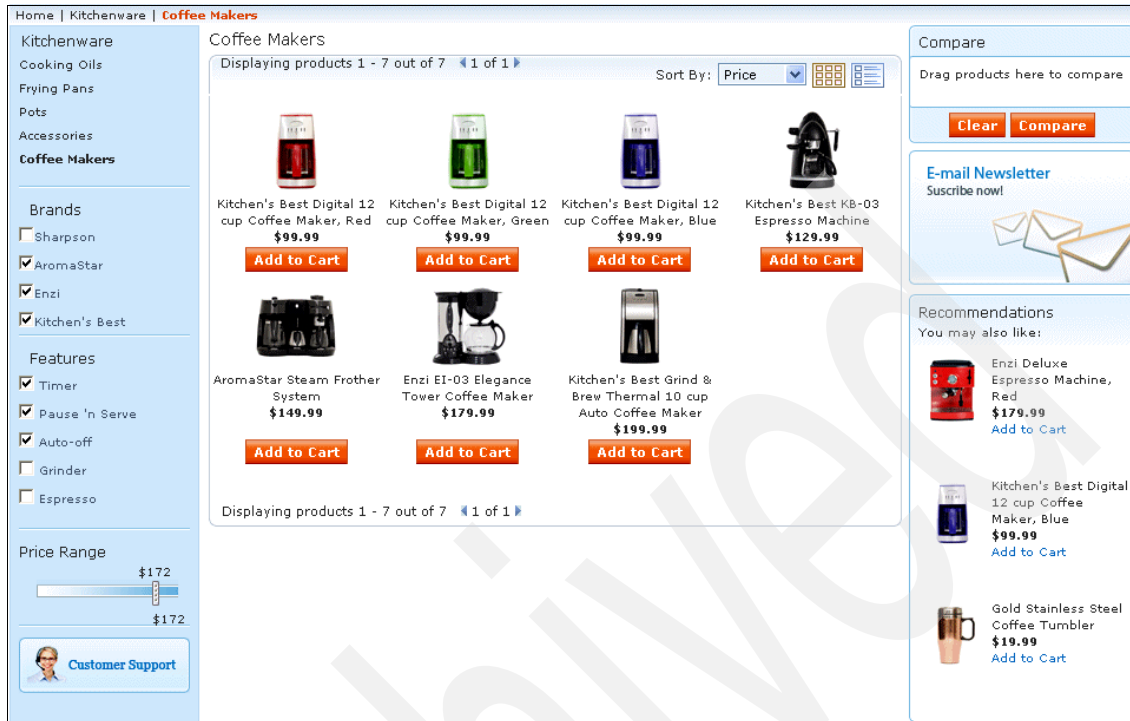 Home | Kitchenware | Coffee Makers
Kitchenware
Cooking Oils
Frying Pans
Pots
Accessories
Coffee Makers
Brands
Sharpson
AromaStar
Enzi
Kitchen's Best
Features
Timer
Pause 'n Serve
Auto-off
Grinder
Espresso
Price Range
$172
$172
Customer Support
Coffee Makers
Displaying products 1 - 7 out of 7 1 of 1
Sort By: Price
Kitchen's Best Digital 12
cup Coffee Maker, Red
$99.99
Add to Cart
Kitchen's Best Digital 12
cup Coffee Maker, Green
$99.99
Add to Cart
Kitchen's Best Digital 12
cup Coffee Maker, Blue
$99.99
Add to Cart
Kitchen's Best KB-03
Espresso Machine
$129.99
Add to Cart
AromaStar Steam Frother
System
$149.99
Add to Cart
Enzi EI-03 Elegance
Tower Coffee Maker
$179.99
Add to Cart
Kitchen's Best Grind &
Brew Thermal 10 cup
Auto Coffee Maker
$199.99
Add to Cart
Displaying products 1 - 7 out of 7 1 of 1
Compare
Drag products here to compare
Clear Compare
E-mail Newsletter
Suscribe now!
Recommendations
You may also like:
Enzi Deluxe
Espresso Machine,
Red
$179.99
Add to Cart
Kitchen's Best Digital
12 cup Coffee
Maker, Blue
$99.99
Add to Cart
Gold Stainless Steel
Coffee Tumbler
$19.99
Add to Cart